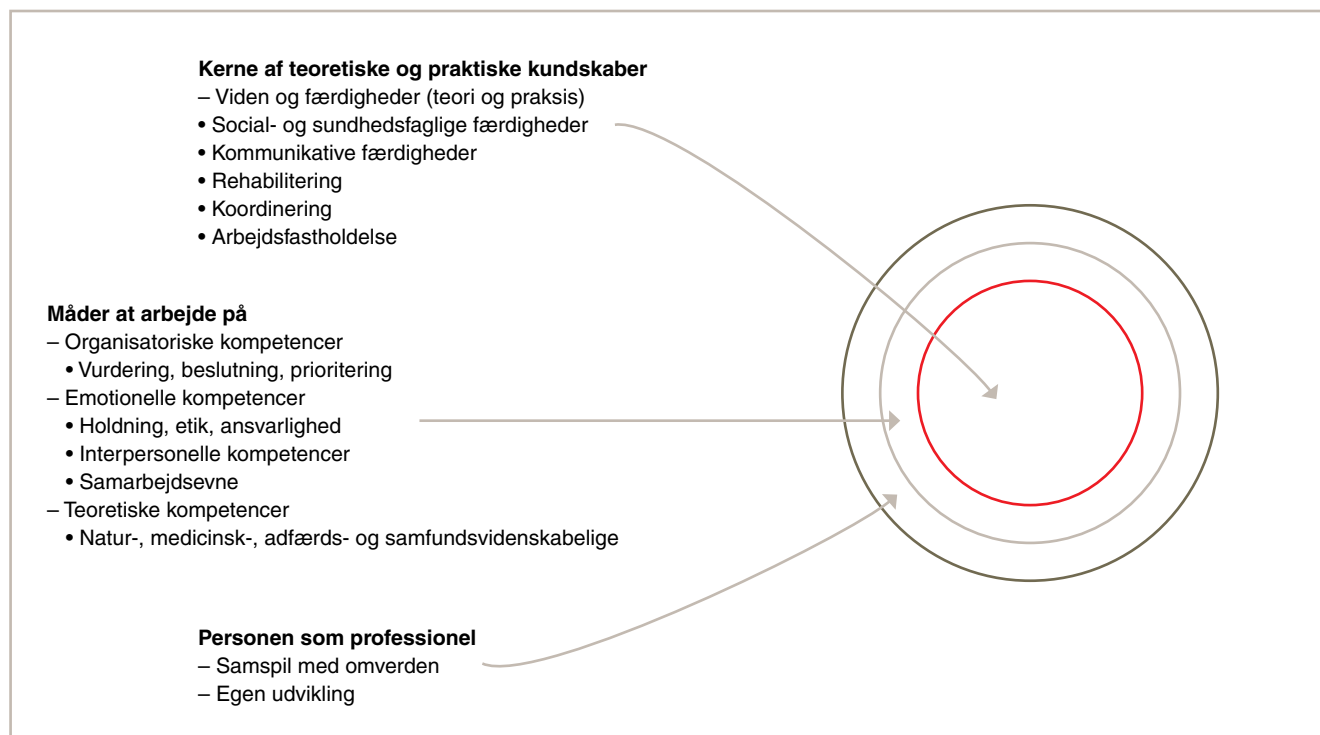 Kerne af teoretiske og praktiske kundskaber
– Viden og færdigheder (teori og praksis)
• Social- og sundhedsfaglige færdigheder
• Kommunikative færdigheder
• Rehabilitering
• Koordinering
• Arbejdsfastholdelse
Måder at arbejde på
– Organisatoriske kompetencer
• Vurdering, beslutning, prioritering
– Emotionelle kompetencer
• Holdning, etik, ansvarlighed
• Interpersonelle kompetencer
• Samarbejdsevne
– Teoretiske kompetencer
• Natur-, medicinsk-, adfærds- og samfundsvidenskabelige
Personen som professionel
– Samspil med omverden
– Egen udvikling